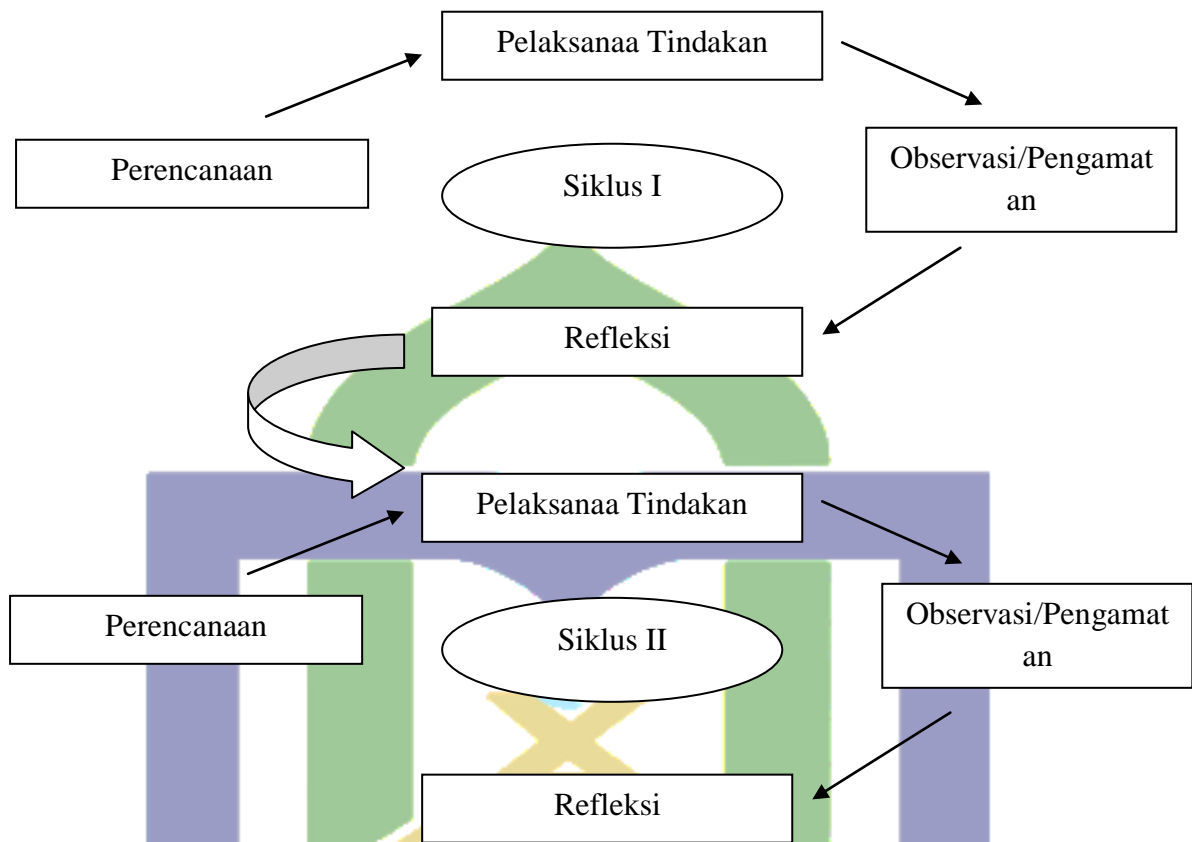 Pelaksanaa Tindakan
Perencanaan
Observasi/Pengamat
an
Siklus I
Refleksi
Pelaksanaa Tindakan
Perencanaan
Observasi/Pengamat
an
Siklus II
Refleksi